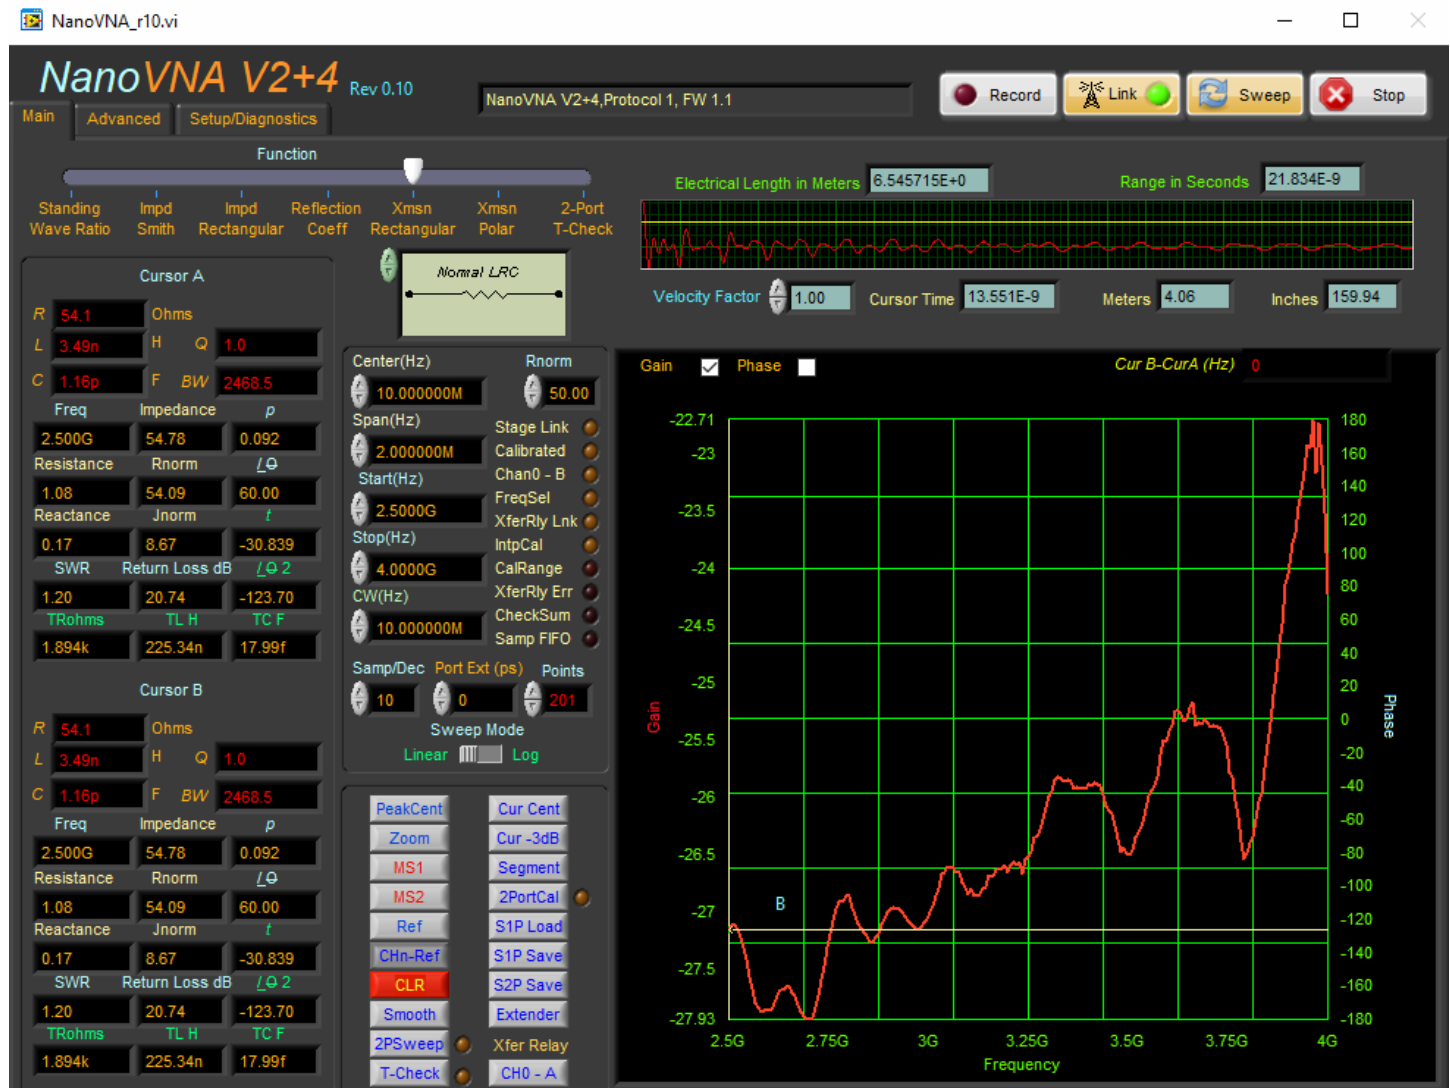 NanoVNA_r10.vi
NanoVNA V2+4 Rev 0.10
NanoVNA V2+4,Protocol 1, FW 1.1
Record
Link
Sweep
Stop
Main
Advanced
Setup/Diagnostics
Function
Standing Wave Ratio
Impd Smith
Impd Rectangular
Reflection Coeff
Xmsn Rectangular
Xmsn Polar
2-Port T-Check
Electrical Length in Meters 6.545715E+0
Range in Seconds 21.834E-9
Velocity Factor 1.00
Cursor Time 13.551E-9
Meters 4.06
Inches 159.94
Normal LRC
Cursor A
R 54.1 Ohms
L 3.49n H Q 1.0
C 1.16p F BW 2468.5
Freq Impedance ρ
2.500G 54.78 0.092
Resistance Rnorm /Θ
1.08 54.09 60.00
Reactance Jnorm t
0.17 8.67 -30.839
SWR Return Loss dB /Θ 2
1.20 20.74 -123.70
TRohms TL H TC F
1.894k 225.34n 17.99f
Cursor B
R 54.1 Ohms
L 3.49n H Q 1.0
C 1.16p F BW 2468.5
Freq Impedance ρ
2.500G 54.78 0.092
Resistance Rnorm /Θ
1.08 54.09 60.00
Reactance Jnorm t
0.17 8.67 -30.839
SWR Return Loss dB /Θ 2
1.20 20.74 -123.70
TRohms TL H TC F
1.894k 225.34n 17.99f
Center(Hz)
10.000000M
Rnorm
50.00
Span(Hz)
2.000000M
Start(Hz)
2.5000G
Stop(Hz)
4.0000G
CW(Hz)
10.000000M
Stage Link
Calibrated
Chan0 - B
FreqSel
XferRly Lnk
IntpCal
CalRange
XferRly Err
CheckSum
Samp FIFO
Samp/Dec Port Ext (ps) Points
10 0 201
Sweep Mode
Linear Log
PeakCent Cur Cent
Zoom Cur -3dB
MS1 Segment
MS2 2PortCal
Ref S1P Load
CHn-Ref S1P Save
CLR S2P Save
Smooth Extender
2PSweep Xfer Relay
T-Check CH0 - A
Gain Phase
Cur B-CurA (Hz) 0
-22.71
-23
-23.5
-24
-24.5
-25
-25.5
-26
-26.5
-27
-27.5
-27.93
Gain
B
180
160
140
120
100
80
60
40
20
0
-20
-40
-60
-80
-100
-120
-140
-160
-180
Phase
2.5G 2.75G 3G 3.25G 3.5G 3.75G 4G
Frequency